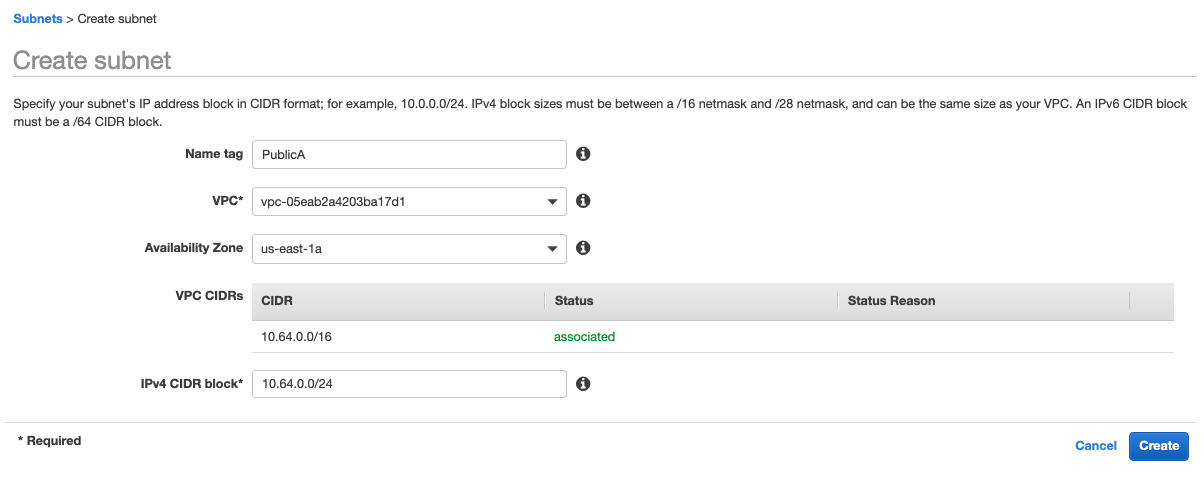 Subnets > Create subnet
Create subnet
Specify your subnet's IP address block in CIDR format; for example, 10.0.0.0/24. IPv4 block sizes must be between a /16 netmask and /28 netmask, and can be the same size as your VPC. An IPv6 CIDR block
must be a /64 CIDR block.
Name tag PublicA
VPC* vpc-05eab2a4203ba17d1
Availability Zone us-east-1a
VPC CIDRs CIDR Status Status Reason
10.64.0.0/16 associated
IPv4 CIDR block* 10.64.0.0/24
* Required
Cancel Create